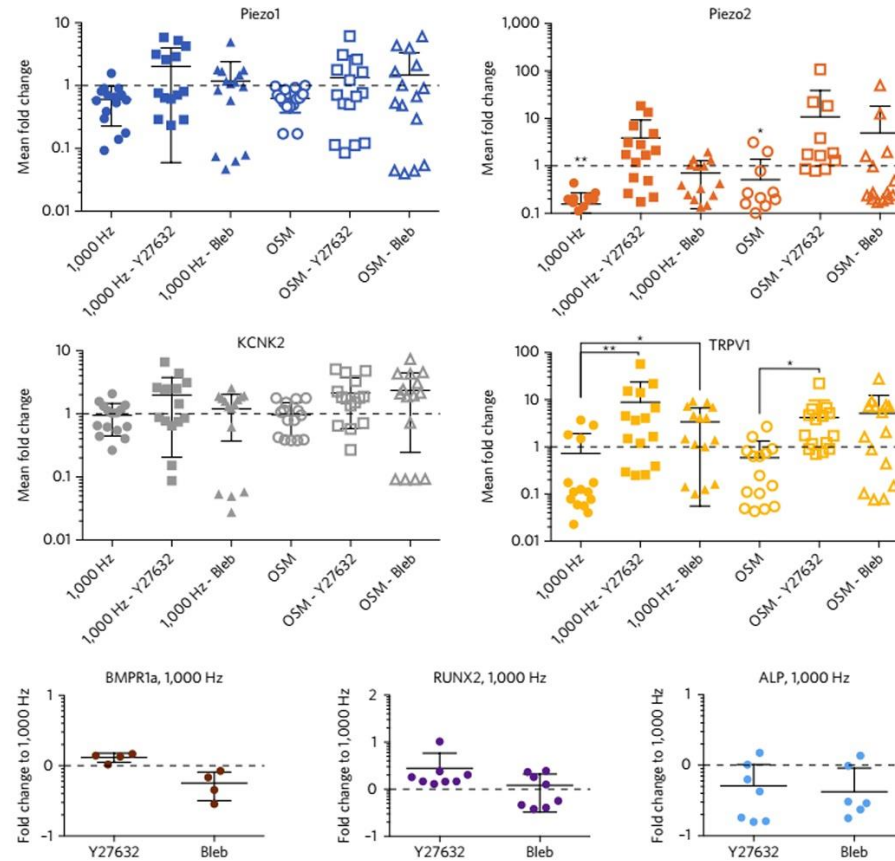 Piezo1
Mean fold change
10
1
0.1
0.01
1,000 Hz
1,000 Hz - Y27632
1,000 Hz - Bleb
OSM
OSM - Y27632
OSM - Bleb
Piezo2
Mean fold change
1,000
100
10
1
0.1
**
*
1,000 Hz
1,000 Hz - Y27632
1,000 Hz - Bleb
OSM
OSM - Y27632
OSM - Bleb
KCNK2
Mean fold change
10
1
0.1
0.01
1,000 Hz
1,000 Hz - Y27632
1,000 Hz - Bleb
OSM
OSM - Y27632
OSM - Bleb
TRPV1
Mean fold change
100
10
1
0.1
0.01
*
**
*
1,000 Hz
1,000 Hz - Y27632
1,000 Hz - Bleb
OSM
OSM - Y27632
OSM - Bleb
BMPR1a, 1,000 Hz
Fold change to 1,000 Hz
1
0
-1
Y27632
Bleb
RUNX2, 1,000 Hz
Fold change to 1,000 Hz
2
1
0
-1
Y27632
Bleb
ALP, 1,000 Hz
Fold change to 1,000 Hz
1
0
-1
Y27632
Bleb